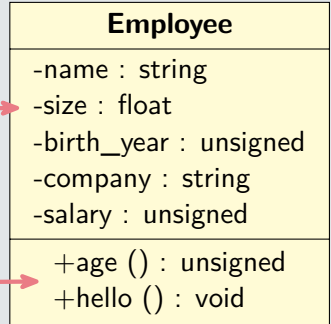 Employee
-name : string
-size : float
-birth_year : unsigned
-company : string
-salary : unsigned
+age () : unsigned
+hello () : void